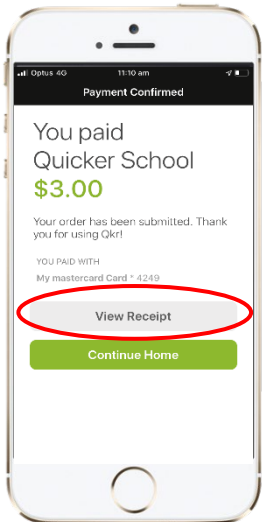 Optus 4G 11:10 am
Payment Confirmed
You paid
Quicker School
$3.00
Your order has been submitted. Thank
you for using Qkr!
YOU PAID WITH
My mastercard Card * 4249
View Receipt
Continue Home